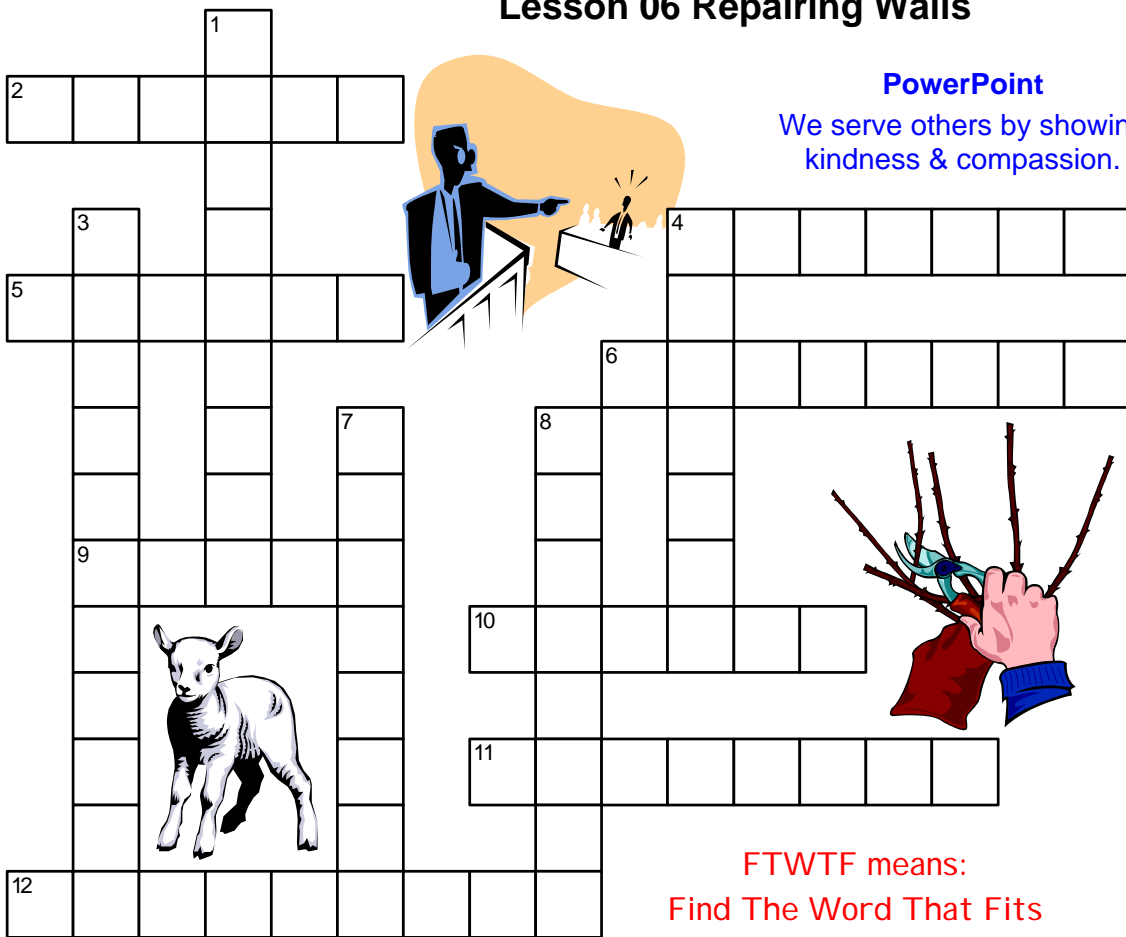 Lesson 06 Repairing Walls
1
2
PowerPoint
We serve others by showin
kindness & compassion.
3
4
5
6
7
8
9
10
11
12
FTWTF means:
Find The Word That Fits